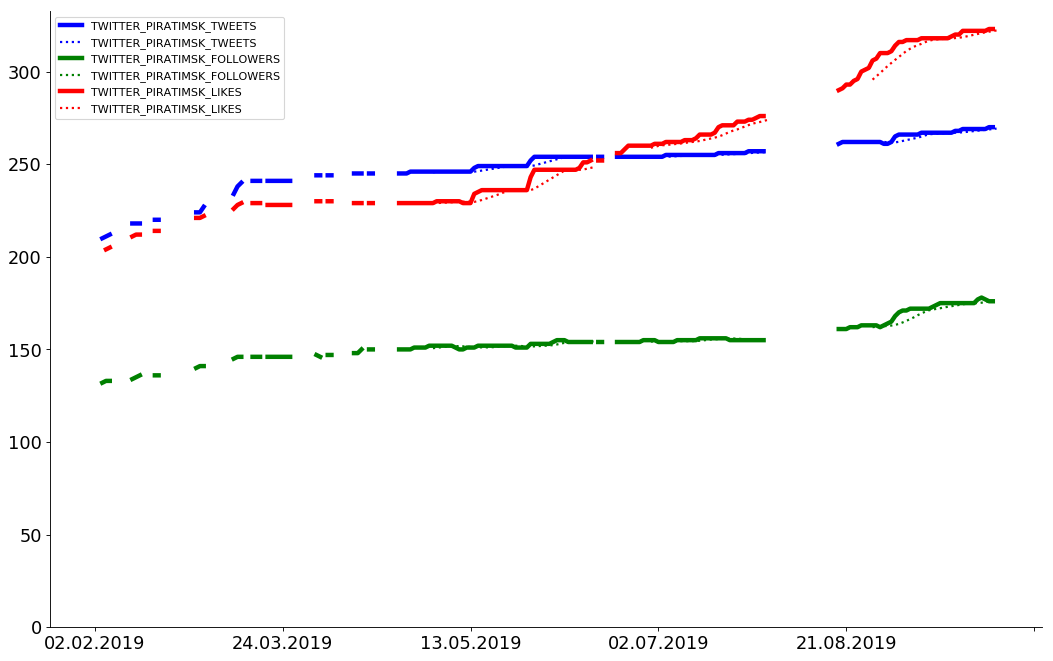 TWITTER_PIRATIMSK_TWEETS
TWITTER_PIRATIMSK_TWEETS
TWITTER_PIRATIMSK_FOLLOWERS
TWITTER_PIRATIMSK_FOLLOWERS
TWITTER_PIRATIMSK_LIKES
TWITTER_PIRATIMSK_LIKES
300
250
200
150
100
50
0
02.02.2019 24.03.2019 13.05.2019 02.07.2019 21.08.2019